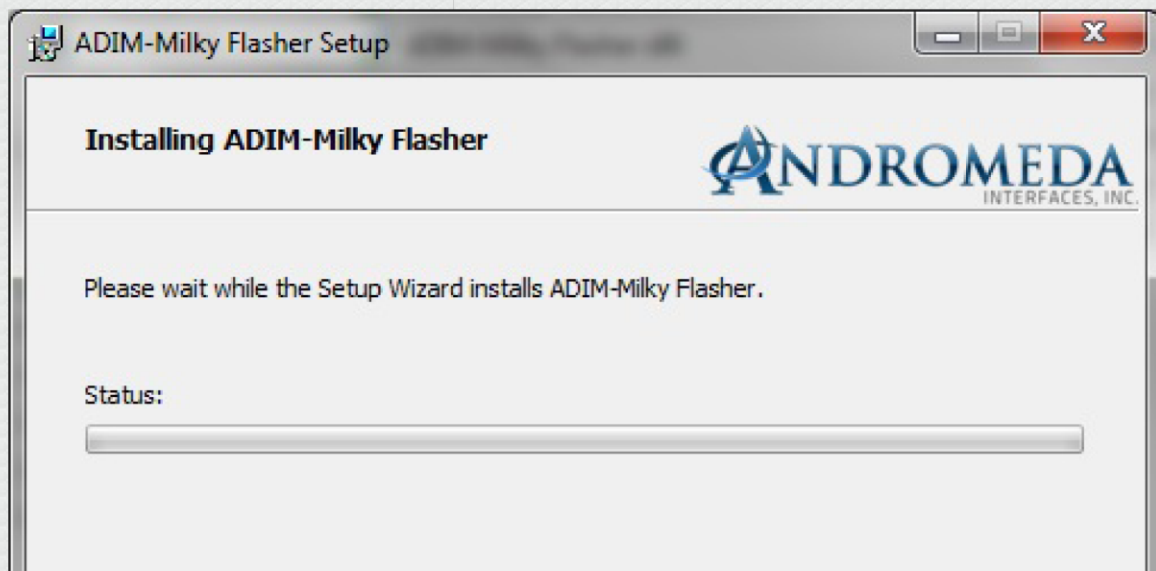 ADIM-Milky Flasher Setup
Installing ADIM-Milky Flasher
ANDROMEDA
INTERFACES, INC.
Please wait while the Setup Wizard installs ADIM-Milky Flasher.
Status: